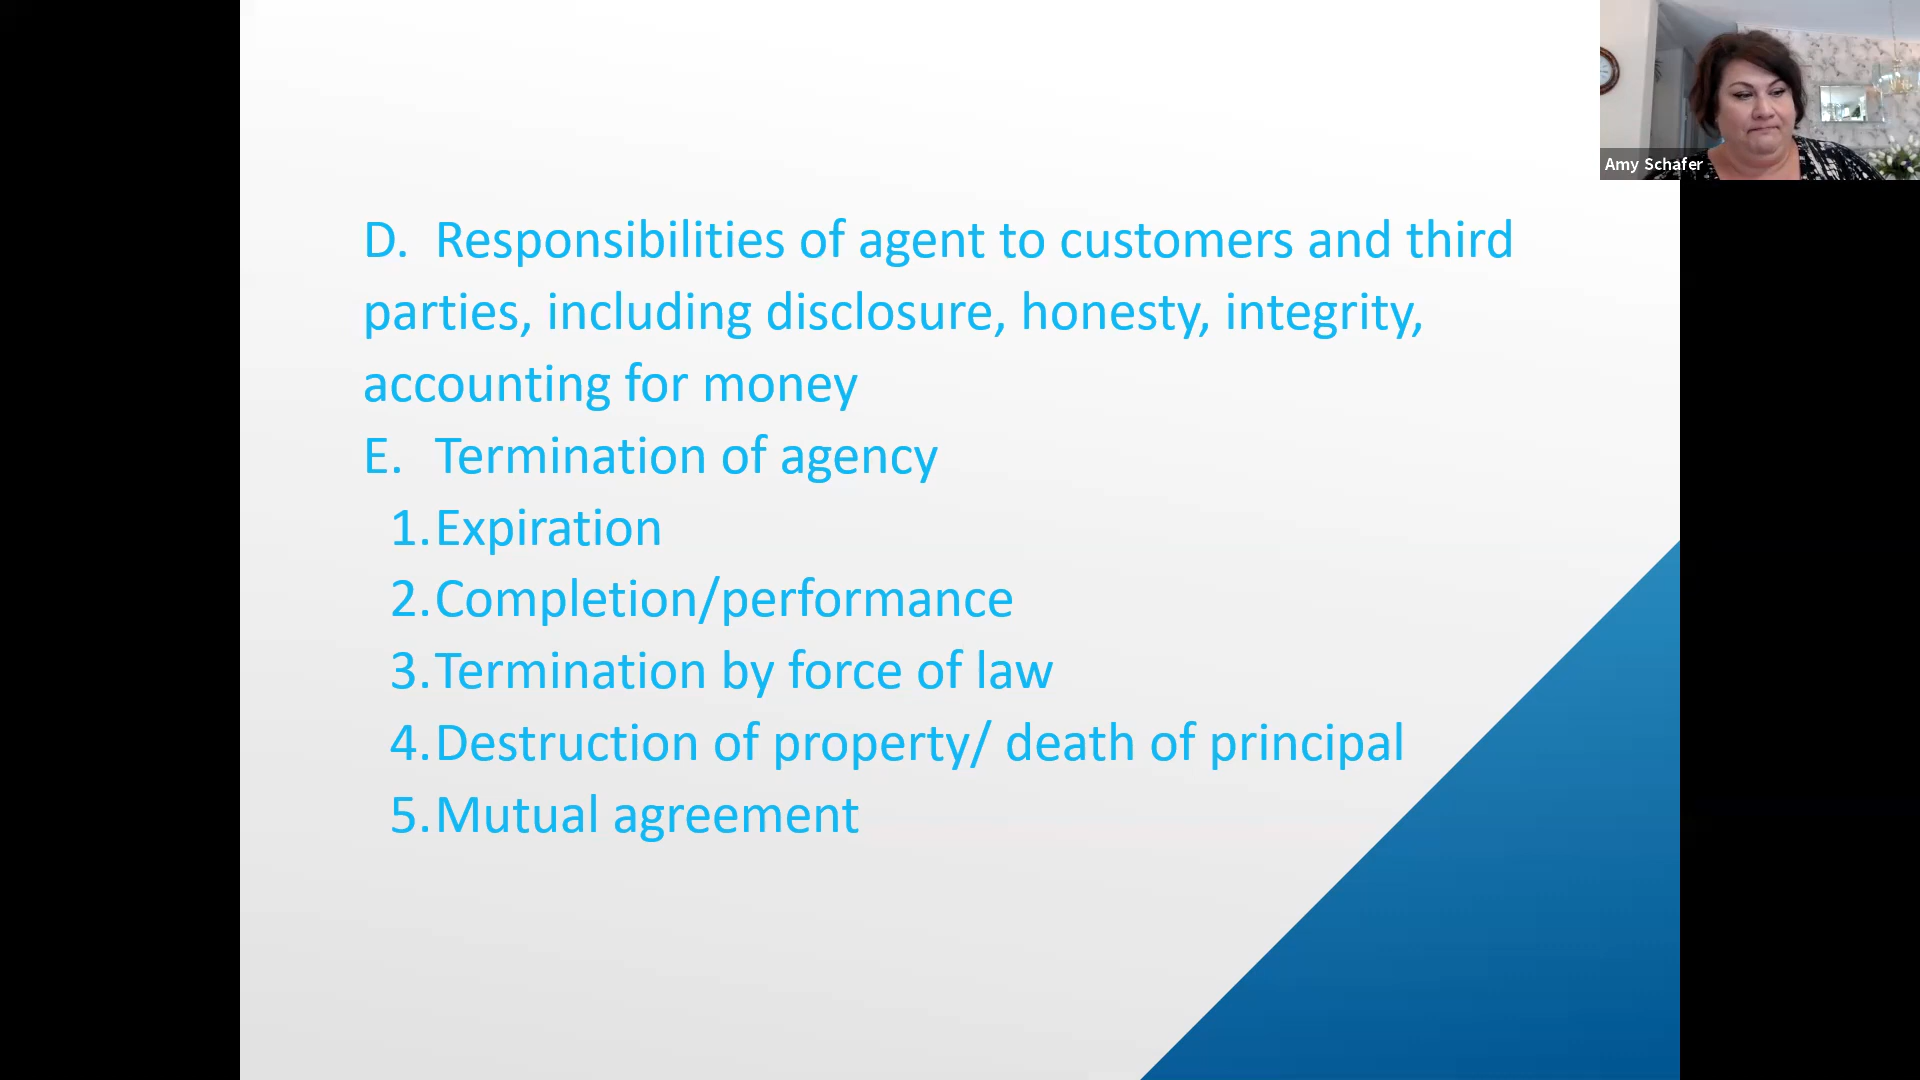 Amy Schafer
D. Responsibilities of agent to customers and third
parties, including disclosure, honesty, integrity,
accounting for money
E. Termination of agency
1. Expiration
2. Completion/performance
3. Termination by force of law
4. Destruction of property/ death of principal
5. Mutual agreement